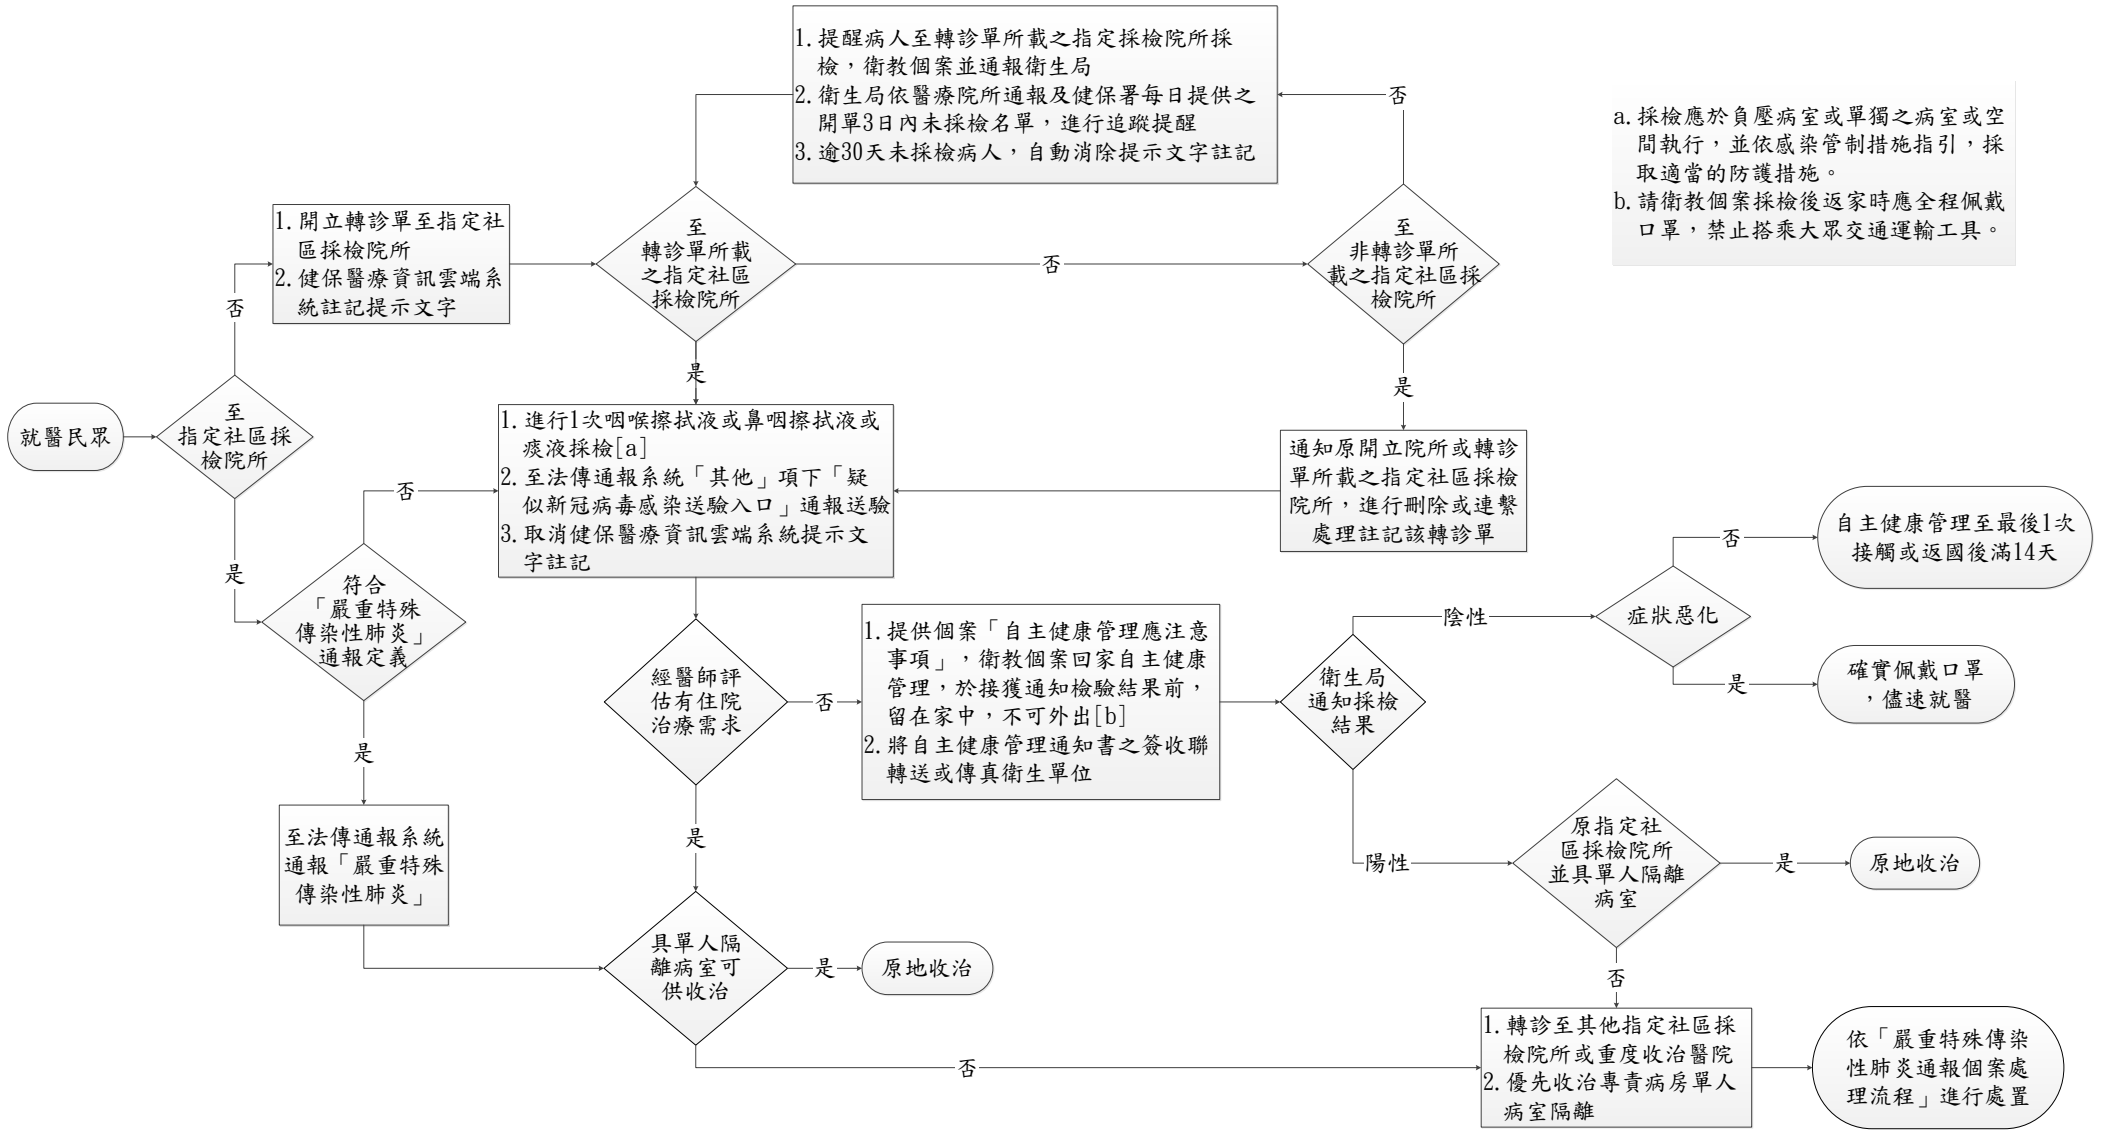 1.提醒病人至轉診單所載之指定採檢院所採
檢，衛教個案並通報衛生局
2.衛生局依醫療院所通報及健保署每日提供之
開單3日內未採檢名單，進行追蹤提醒
3.逾30天未採檢病人，自動消除提示文字註記
否
a.採檢應於負壓病室或單獨之病室或空
間執行，並依感染管制措施指引，採
取適當的防護措施。
b.請衛教個案採檢後返家時應全程佩戴
口罩，禁止搭乘大眾交通運輸工具。
1.開立轉診單至指定社
區採檢院所
2.健保醫療資訊雲端系
統註記提示文字
至
轉診單所載
之指定社區
採檢院所
否
至
非轉診單所
載之指定社區採
檢院所
否
是
是
就醫民眾
至
指定社區採
檢院所
1.進行1次咽喉擦拭液或鼻咽擦拭液或
痰液採檢[a]
2.至法傳通報系統「其他」項下「疑
似新冠病毒感染送驗入口」通報送驗
3.取消健保醫療資訊雲端系統提示文
字註記
通知原開立院所或轉診
單所載之指定社區採檢
院所，進行刪除或連繫
處理註記該轉診單
否
是
符合
「嚴重特殊
傳染性肺炎」
通報定義
否
自主健康管理至最後1次
接觸或返國後滿14天
陰性
症狀惡化
是
確實佩戴口罩
，儘速就醫
經醫師評
估有住院
治療需求
否
1.提供個案「自主健康管理應注意
事項」，衛教個案回家自主健康
管理，於接獲通知檢驗結果前，
留在家中，不可外出[b]
2.將自主健康管理通知書之簽收聯
轉送或傳真衛生單位
衛生局
通知採檢
結果
是
至法傳通報系統
通報「嚴重特殊
傳染性肺炎」
是
陽性
原指定社
區採檢院所
並具單人隔離
病室
是
原地收治
具單人隔
離病室可
供收治
是
原地收治
否
否
1.轉診至其他指定社區採
檢院所或重度收治醫院
2.優先收治專責病房單人
病室隔離
依「嚴重特殊傳染
性肺炎通報個案處
理流程」進行處置